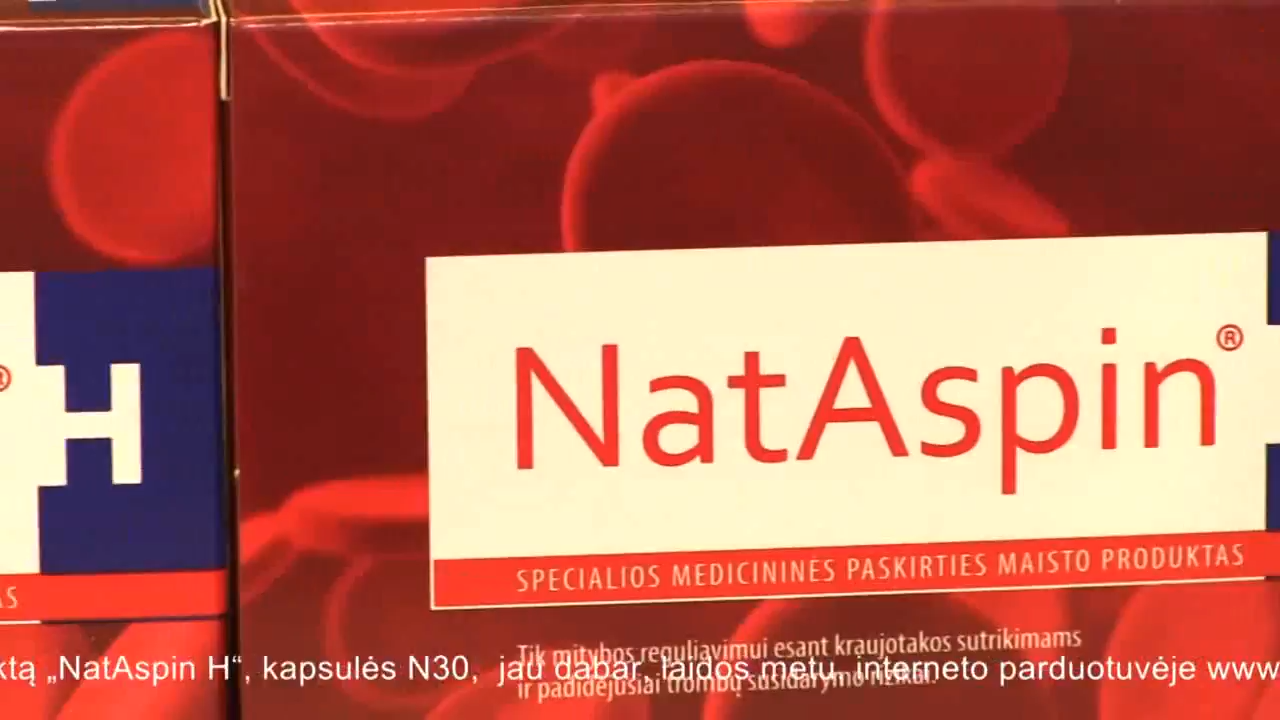 H
®
AS
NatAspin®
SPECIALIOS MEDICININĖS PASKIRTIES MAISTO PRODUKTAS
Tik mitybos reguliavimui esant kraujotakos sutrikimams
ir padidėjusiai trombų susidarymo rizikai.
ktą „NatAspin H“, kapsulės N30, jau dabar, laidos metu, interneto parduotuvėje www